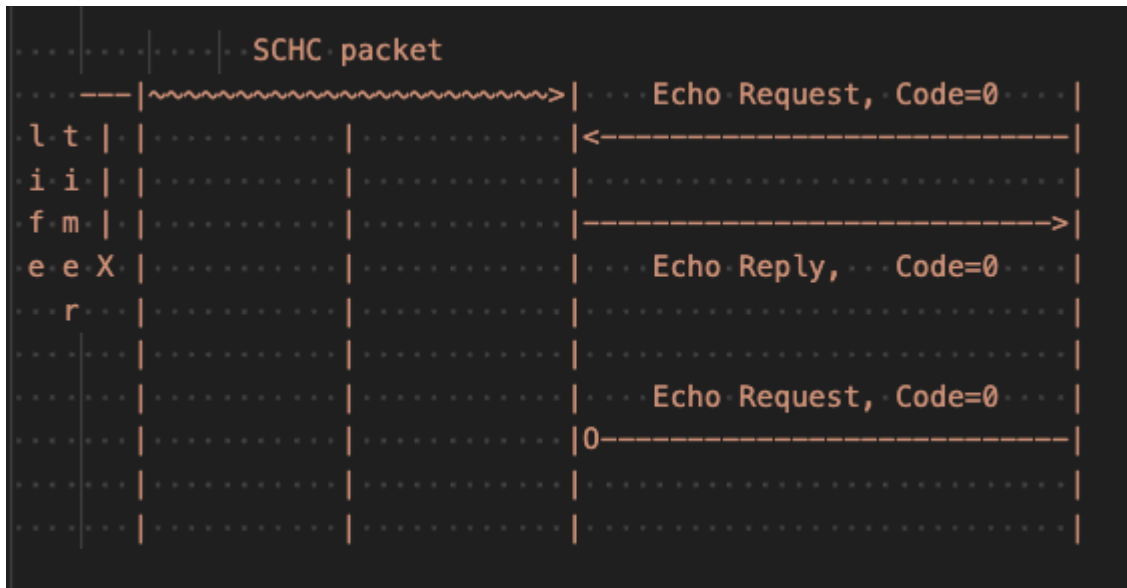 SCHC packet
---|~~~~~~~~~~~~~~~~~~~~~~~>|    Echo Request, Code=0    |
l t | |           |            |<---------------------------|
i i | |           |            |                            |
f m | |           |            |--------------------------->|
e e X |           |            |    Echo Reply,   Code=0    |
r   |           |            |                            |
|           |            |                            |
|           |            |    Echo Request, Code=0    |
|           |            |O---------------------------|
|           |            |                            |
|           |            |                            |